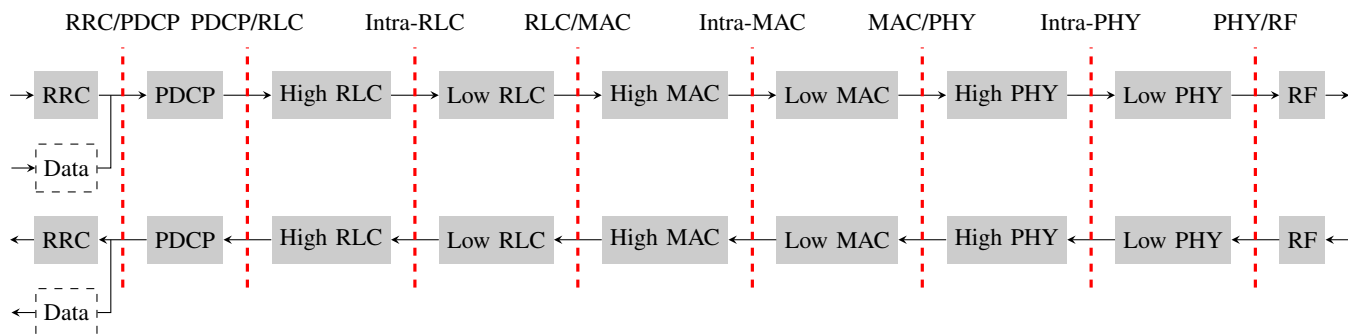 RRC/PDCP PDCP/RLC Intra-RLC RLC/MAC Intra-MAC MAC/PHY Intra-PHY PHY/RF
RRC PDCP High RLC Low RLC High MAC Low MAC High PHY Low PHY RF
Data
RRC PDCP High RLC Low RLC High MAC Low MAC High PHY Low PHY RF
Data